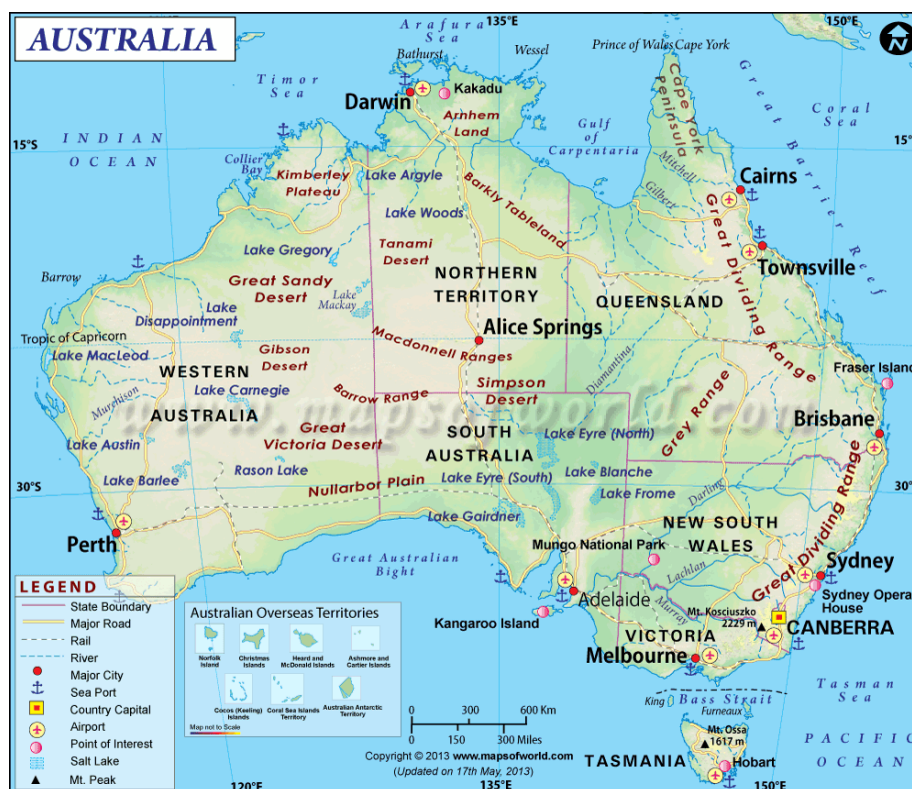 AUSTRALIA
Arafura
Sea
135°E
150°E
Bathurst
Wessel
Prince of Wales
Cape York
Timor
Sea
Darwin
Kakadu
Arnhem
Land
Gulf
of
Carpentaria
Cape York
Peninsula
Great Barrier Reef
Coral
Sea
INDIAN
OCEAN
15°S
15°S
Collier
Bay
Kimberley
Plateau
Lake Argyle
Barkly Tableland
Mitchell
Gilbert
Cairns
Lake Woods
Lake Gregory
Tanami
Desert
Great Dividing Range
Townsville
Barrow
Great Sandy
Desert
Lake
Mackay
NORTHERN
TERRITORY
QUEENSLAND
Lake
Disappointment
Alice Springs
Tropic of Capricorn
Lake MacLeod
Macdonnell Ranges
Gibson
Desert
WESTERN
AUSTRALIA
Lake Carnegie
Barrow Range
Simpson
Desert
Diamantina
Fraser Island
Murchison
www.mapsofworld.com
Grey Range
Brisbane
Great
Victoria Desert
SOUTH
AUSTRALIA
Lake Eyre (North)
Lake Austin
Lake Barlee
Rason Lake
Nullarbor Plain
Lake Eyre (South)
Lake Blanche
Lake Frome
30°S
30°S
Darling
Great Dividing Range
Lake Gairdner
NEW SOUTH
WALES
Perth
Great Australian
Bight
Mungo National Park
Lachlan
Sydney
Sydney Opera
House
Adelaide
Murray
Mt. Kosciuszko
2229 m
CANBERRA
Kangaroo Island
VICTORIA
Melbourne
King
Bass Strait
Furneaux
Tasman
Sea
Mt. Ossa
1617 m
TASMANIA
Hobart
PACIFIC
OCEAN
LEGEND
State Boundary
Major Road
Rail
River
Major City
Sea Port
Country Capital
Airport
Point of Interest
Salt Lake
Mt. Peak
Australian Overseas Territories
Norfolk
Island
Christmas
Islands
Heard and
McDonald Islands
Ashmore and
Cartier Islands
Cocos (Keeling)
Islands
Coral Sea Islands
Territory
Australian Antarctic
Territory
Map not to Scale
0 300 600 Km
0 150 300 Miles
Copyright © 2013 www.mapsofworld.com
(Updated on 17th May, 2013)
120°E
135°E
150°E